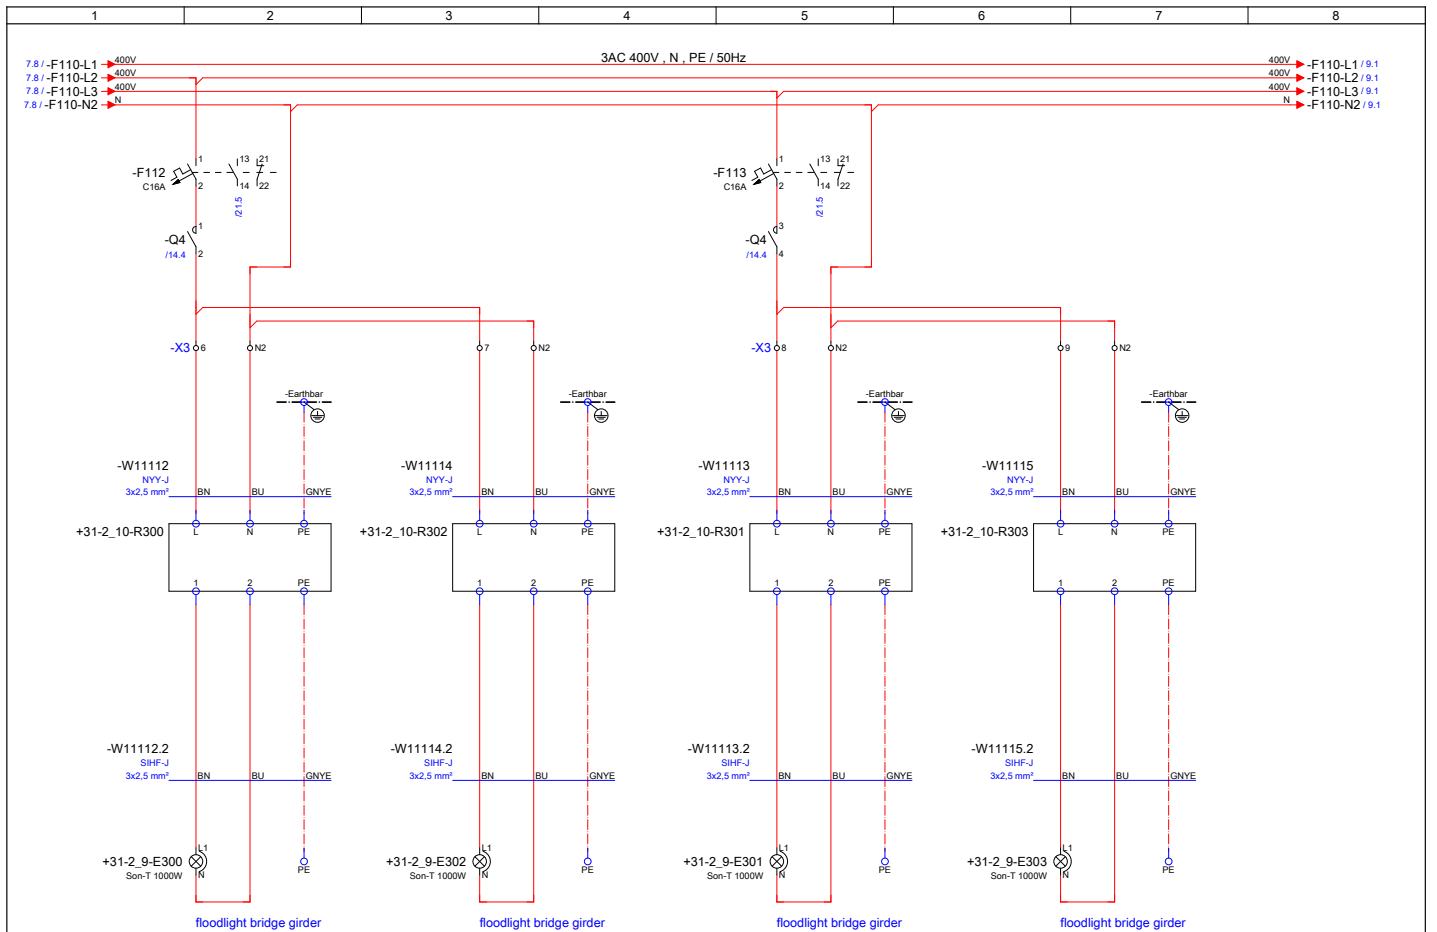 1 2 3 4 5 6 7 8
3AC 400V , N , PE / 50Hz
7.8 / -F110-L1 400V 400V -F110-L1 / 9.1
7.8 / -F110-L2 400V 400V -F110-L2 / 9.1
7.8 / -F110-L3 400V 400V -F110-L3 / 9.1
7.8 / -F110-N2 N N -F110-N2 / 9.1
1 13 21 1 13 21
-F112 -F113
C16A 2 14 22 C16A 2 14 22
/21.5 /21.5
1 3
-Q4 -Q4
/14.4 2 /14.4 4
-X3 6 N2 7 N2 -X3 8 N2 9 N2
-Earthbar -Earthbar -Earthbar -Earthbar
-W11112 -W11114 -W11113 -W11115
NYY-J NYY-J NYY-J NYY-J
3x2,5 mm² BN BU GNYE 3x2,5 mm² BN BU GNYE 3x2,5 mm² BN BU GNYE 3x2,5 mm² BN BU GNYE
+31-2_10-R300 L N PE +31-2_10-R302 L N PE +31-2_10-R301 L N PE +31-2_10-R303 L N PE
1 2 PE 1 2 PE 1 2 PE 1 2 PE
-W11112.2 -W11114.2 -W11113.2 -W11115.2
SIHF-J SIHF-J SIHF-J SIHF-J
3x2,5 mm² BN BU GNYE 3x2,5 mm² BN BU GNYE 3x2,5 mm² BN BU GNYE 3x2,5 mm² BN BU GNYE
L1 L1 L1 L1
+31-2_9-E300 +31-2_9-E302 +31-2_9-E301 +31-2_9-E303
Son-T 1000W N PE Son-T 1000W N PE Son-T 1000W N PE Son-T 1000W N PE
floodlight bridge girder floodlight bridge girder floodlight bridge girder floodlight bridge girder